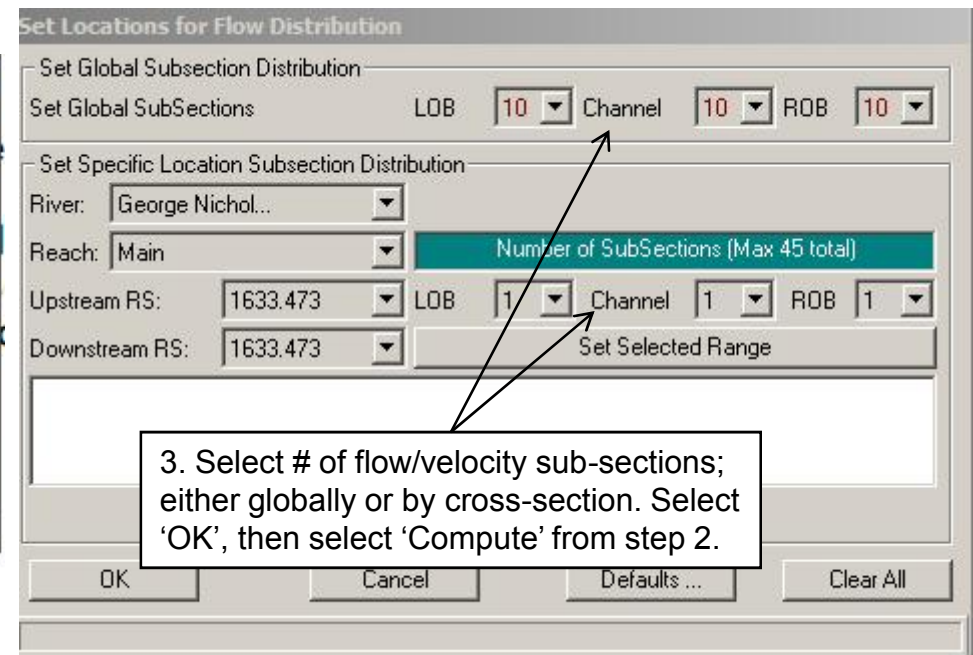 Set Locations for Flow Distribution
Set Global Subsection Distribution
Set Global SubSections LOB 10 Channel 10 ROB 10
Set Specific Location Subsection Distribution
River: George Nichol...
Reach: Main Number of SubSections (Max 45 total)
Upstream RS: 1633.473 LOB 1 Channel 1 ROB 1
Downstream RS: 1633.473 Set Selected Range
3. Select # of flow/velocity sub-sections;
either globally or by cross-section. Select
‘OK’, then select ‘Compute’ from step 2.
OK Cancel Defaults ... Clear All